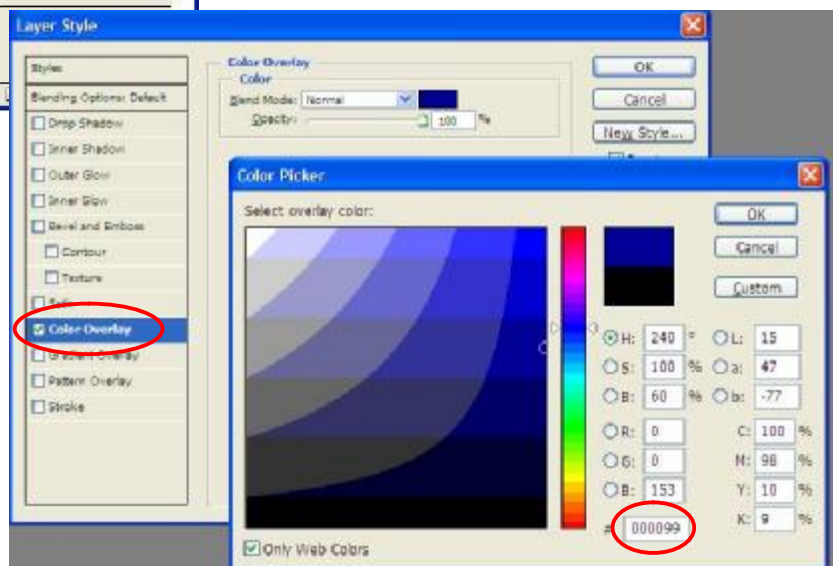 Layer Style
Styles
Blending Options: Default
Drop Shadow
Inner Shadow
Outer Glow
Inner Glow
Bevel and Emboss
Contour
Texture
Satin
Color Overlay
Gradient Overlay
Pattern Overlay
Stroke
Color Overlay
Color
Blend Mode: Normal
Opacity: 100 %
OK
Cancel
New Style...
Color Picker
Select overlay color:
OK
Cancel
Custom
H: 240 ° L: 15
S: 100 % a: 47
B: 60 % b: -77
R: 0 C: 100 %
G: 0 M: 98 %
B: 153 Y: 10 %
# 000099 K: 9 %
Only Web Colors